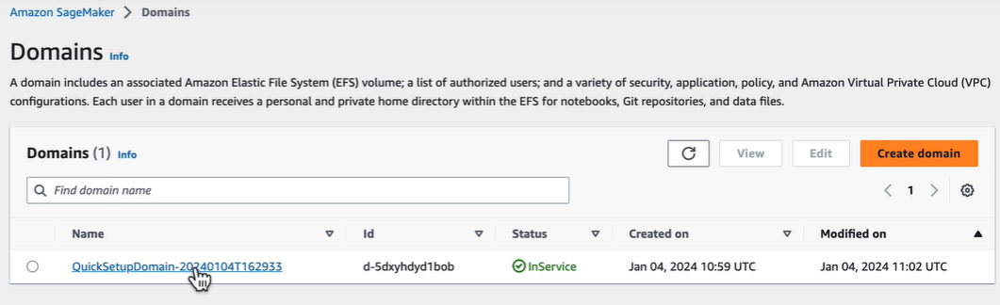 Amazon SageMaker > Domains
Domains Info
A domain includes an associated Amazon Elastic File System (EFS) volume; a list of authorized users; and a variety of security, application, policy, and Amazon Virtual Private Cloud (VPC)
configurations. Each user in a domain receives a personal and private home directory within the EFS for notebooks, Git repositories, and data files.
Domains (1) Info View Edit Create domain
Find domain name 1
Name Id Status Created on Modified on
QuickSetupDomain-20240104T162933 d-5dxyhdyd1bob InService Jan 04, 2024 10:59 UTC Jan 04, 2024 11:02 UTC